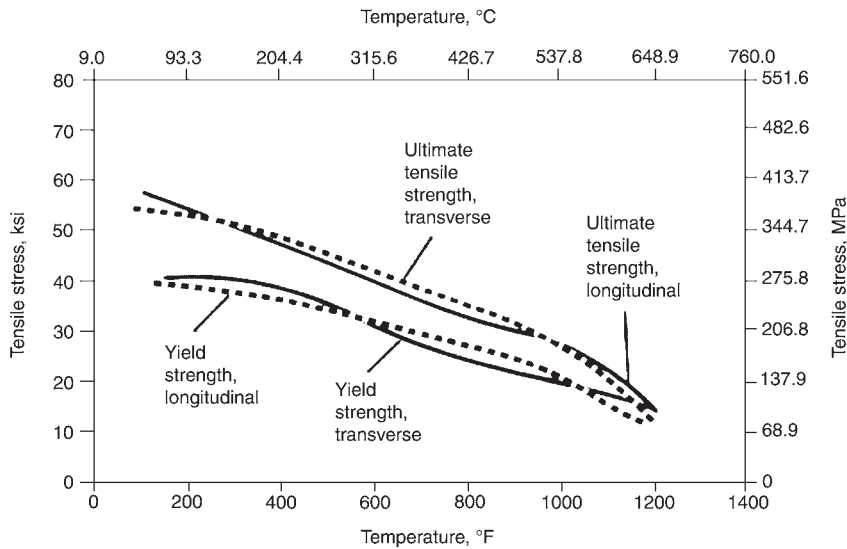 Temperature, °C
9.0 93.3 204.4 315.6 426.7 537.8 648.9 760.0
80 551.6
70 482.6
60 413.7
50 344.7
40 275.8
30 206.8
20 137.9
10 68.9
0 0
Tensile stress, ksi
Tensile stress, MPa
Ultimate
tensile
strength,
transverse
Ultimate
tensile
strength,
longitudinal
Yield
strength,
longitudinal
Yield
strength,
transverse
0 200 400 600 800 1000 1200 1400
Temperature, °F